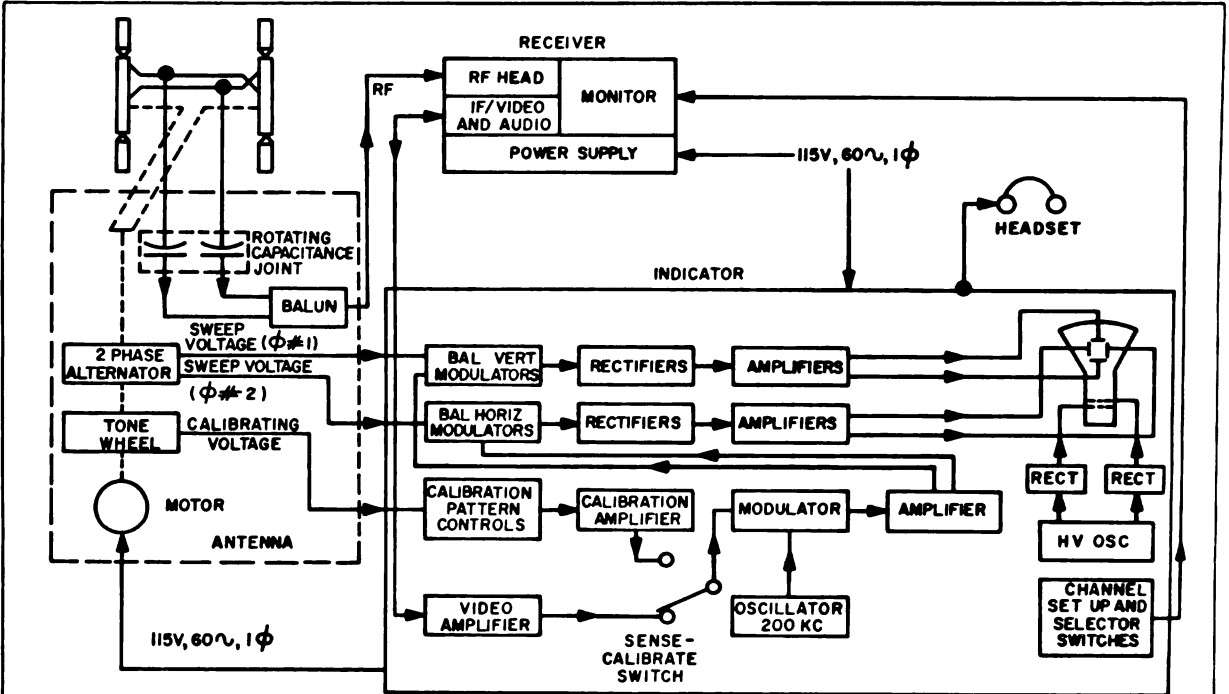 RECEIVER
RF HEAD
MONITOR
IF/VIDEO
AND AUDIO
POWER SUPPLY
RF
115V, 60~, 1ϕ
HEADSET
INDICATOR
ROTATING
CAPACITANCE
JOINT
BALUN
SWEEP
VOLTAGE (ϕ#1)
2 PHASE
ALTERNATOR
SWEEP VOLTAGE
(ϕ#2)
TONE
WHEEL
CALIBRATING
VOLTAGE
MOTOR
ANTENNA
115V, 60~, 1ϕ
BAL VERT
MODULATORS
RECTIFIERS
AMPLIFIERS
BAL HORIZ
MODULATORS
RECTIFIERS
AMPLIFIERS
CALIBRATION
PATTERN
CONTROLS
CALIBRATION
AMPLIFIER
MODULATOR
AMPLIFIER
RECT
RECT
HV OSC
VIDEO
AMPLIFIER
SENSE-
CALIBRATE
SWITCH
OSCILLATOR
200 KC
CHANNEL
SET UP AND
SELECTOR
SWITCHES